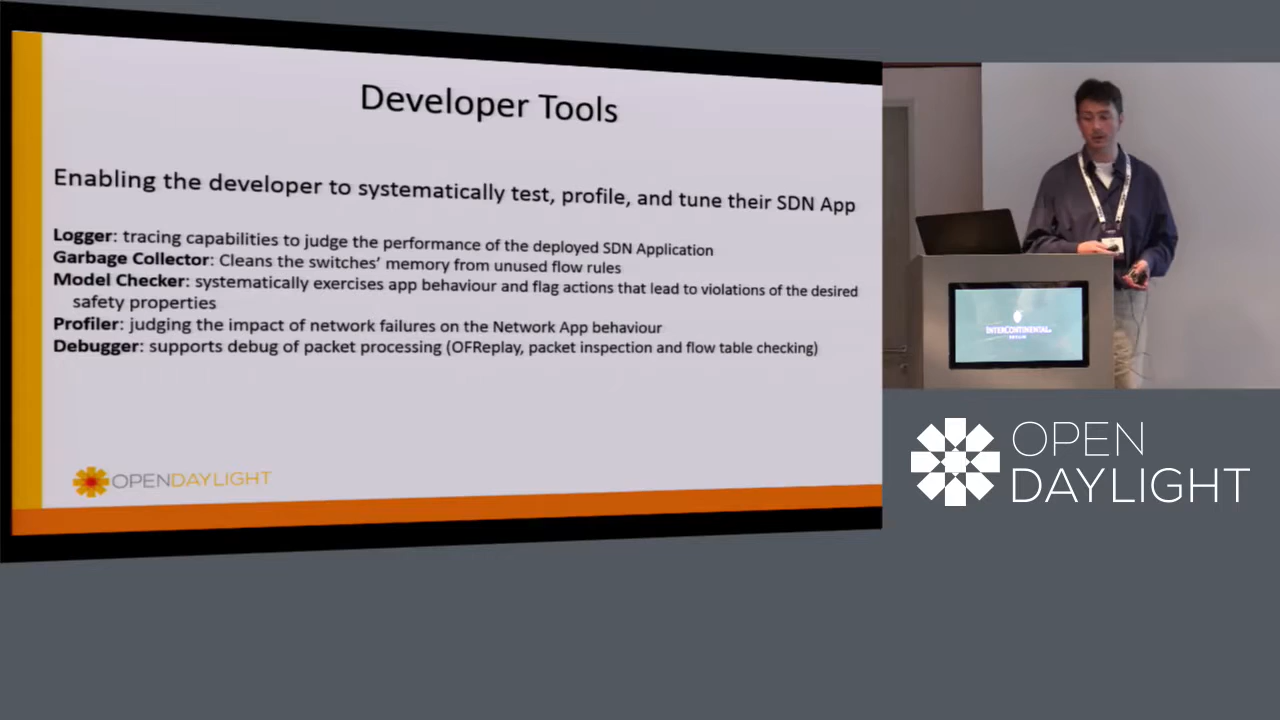 Developer Tools
Enabling the developer to systematically test, profile, and tune their SDN App
Logger: tracing capabilities to judge the performance of the deployed SDN Application
Garbage Collector: Cleans the switches' memory from unused flow rules
Model Checker: systematically exercises app behaviour and flag actions that lead to violations of the desired
safety properties
Profiler: judging the impact of network failures on the Network App behaviour
Debugger: supports debug of packet processing (OFReplay, packet inspection and flow table checking)
OPENDAYLIGHT
INTERCONTINENTAL
OPEN
DAYLIGHT